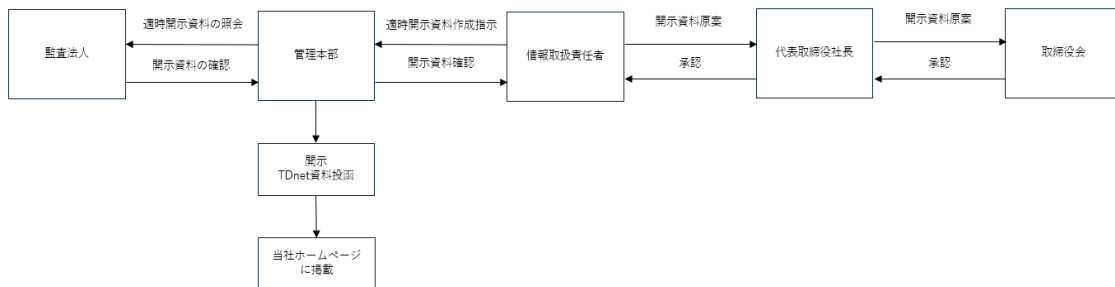 適時開示資料の照会
適時開示資料作成指示
開示資料原案
開示資料原案
監査法人
管理本部
情報取扱責任者
代表取締役社長
取締役会
開示資料の確認
開示資料確認
承認
承認
開示
TDnet資料投函
当社ホームページ
に掲載